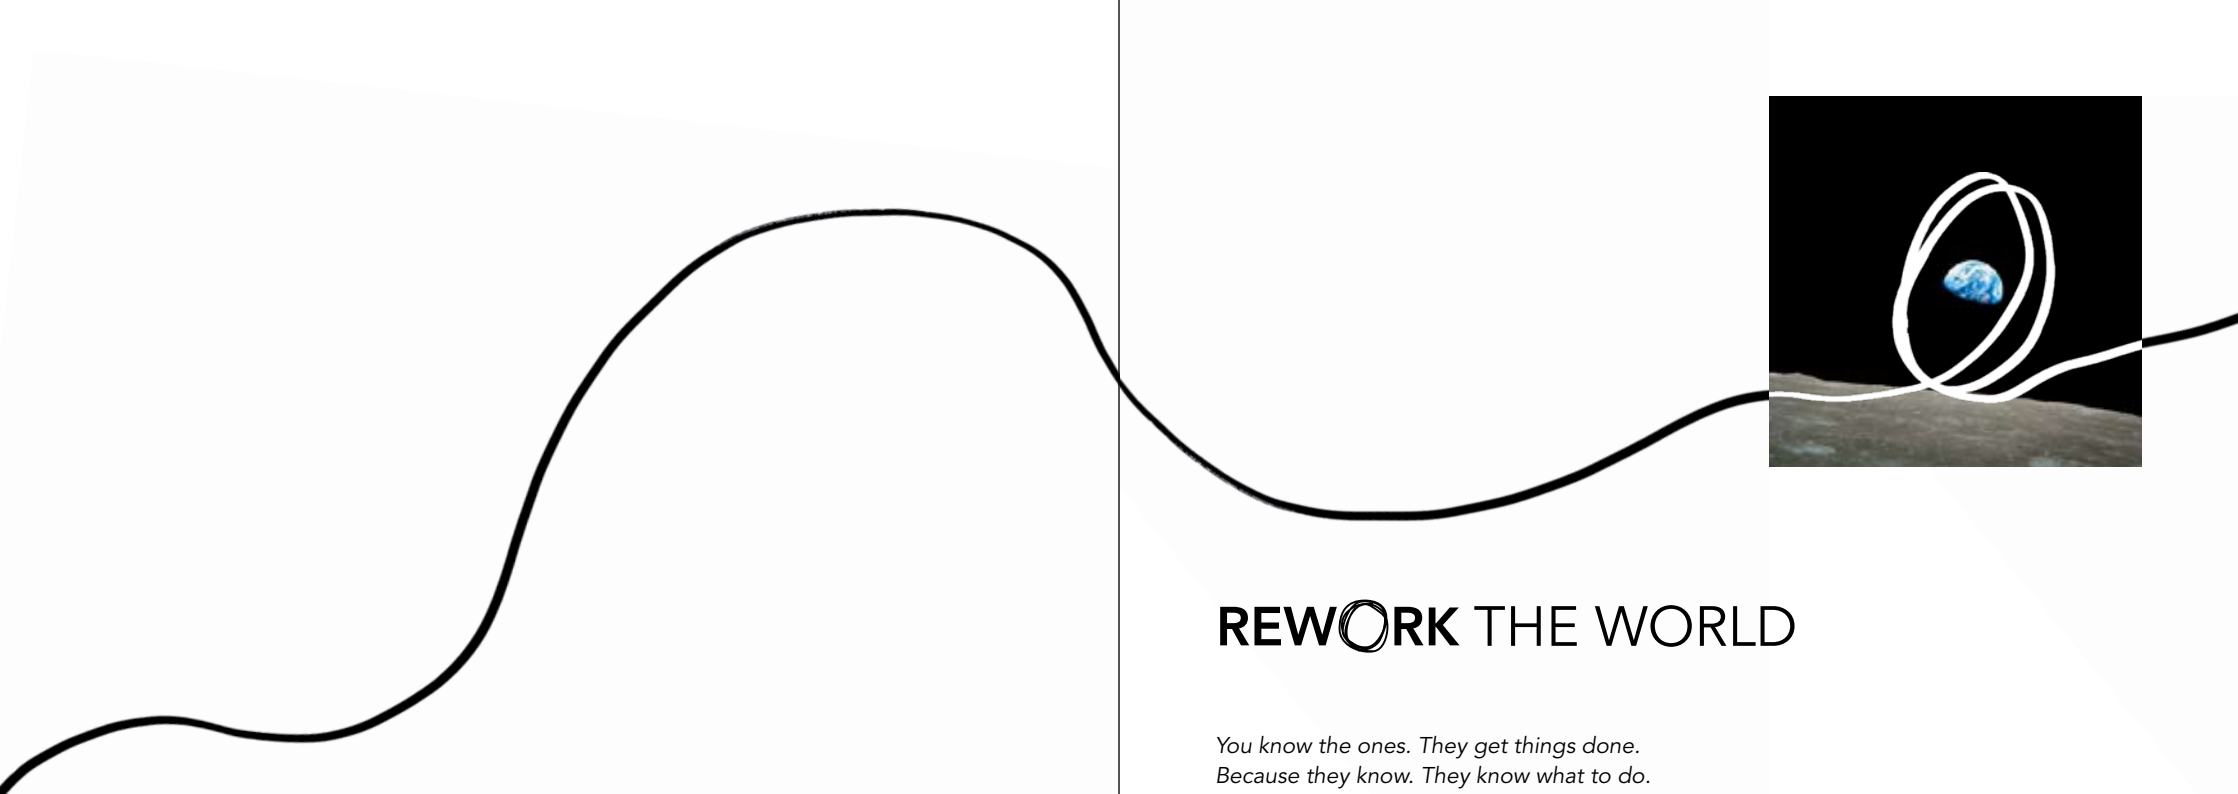 REWORK THE WORLD
You know the ones. They get things done.
Because they know. They know what to do.